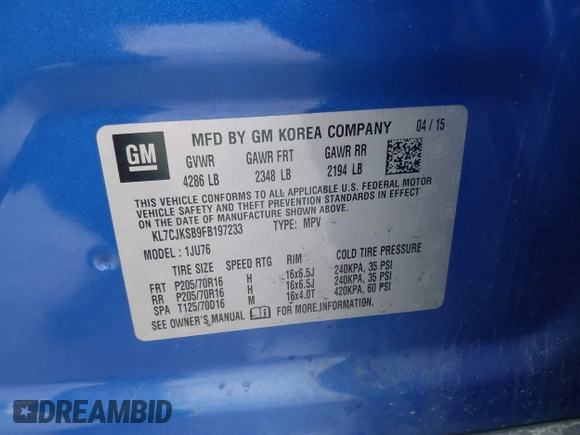 GM
MFD BY GM KOREA COMPANY 04 / 15
GVWR GAWR FRT GAWR RR
4286 LB 2348 LB 2194 LB
THIS VEHICLE CONFORMS TO ALL APPLICABLE U.S. FEDERAL MOTOR
VEHICLE SAFETY AND THEFT PREVENTION STANDARDS IN EFFECT
ON THE DATE OF MANUFACTURE SHOWN ABOVE.
KL7CJKSB9FB197233 TYPE: MPV
MODEL : 1JU76
TIRE SIZE SPEED RTG RIM COLD TIRE PRESSURE
FRT P205/70R16 H 16x6.5J 240KPA, 35 PSI
RR P205/70R16 H 16x6.5J 240KPA, 35 PSI
SPA T125/70D16 M 16x4.0T 420KPA, 60 PSI
SEE OWNER'S MANUAL FOR MORE INFORMATION.
DREAMBID